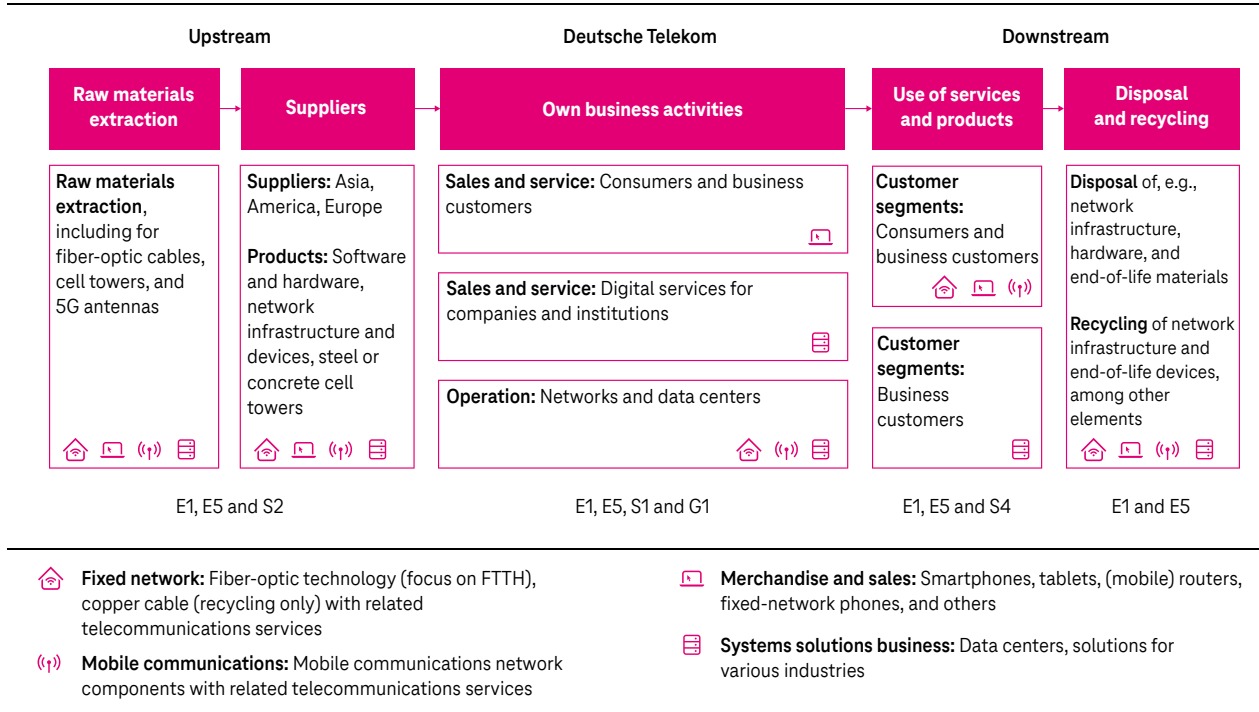 Upstream
Deutsche Telekom
Downstream
Raw materials
extraction
Suppliers
Own business activities
Use of services
and products
Disposal
and recycling
Raw materials
extraction,
including for
fiber-optic cables,
cell towers, and
5G antennas
Suppliers: Asia,
America, Europe
Products: Software
and hardware,
network
infrastructure and
devices, steel or
concrete cell
towers
Sales and service: Consumers and business
customers
Sales and service: Digital services for
companies and institutions
Operation: Networks and data centers
Customer
segments:
Consumers and
business customers
Customer
segments:
Business
customers
Disposal of, e.g.,
network
infrastructure,
hardware, and
end-of-life materials
Recycling of network
infrastructure and
end-of-life devices,
among other
elements
E1, E5 and S2
E1, E5, S1 and G1
E1, E5 and S4
E1 and E5
Fixed network: Fiber-optic technology (focus on FTTH),
copper cable (recycling only) with related
telecommunications services
Mobile communications: Mobile communications network
components with related telecommunications services
Merchandise and sales: Smartphones, tablets, (mobile) routers,
fixed-network phones, and others
Systems solutions business: Data centers, solutions for
various industries